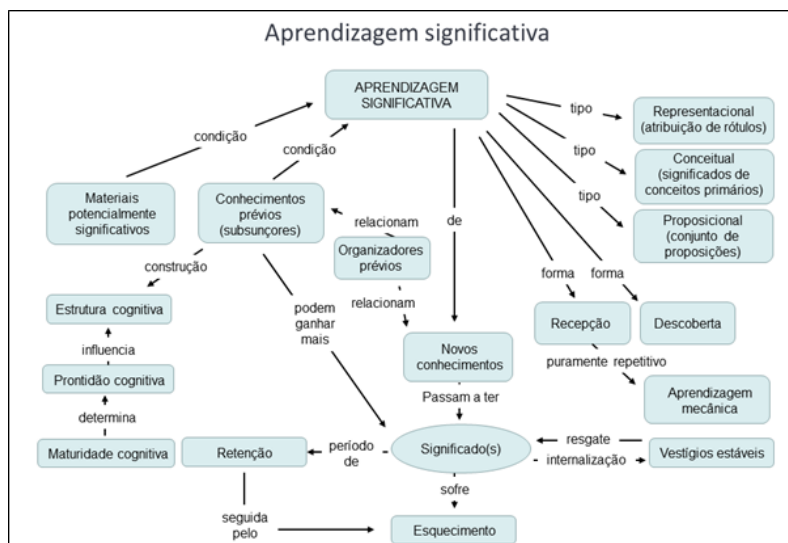 Aprendizagem significativa
APRENDIZAGEM
SIGNIFICATIVA
tipo
Representacional
(atribuição de rótulos)
condição
condição
tipo
Conceitual
(significados de
conceitos primários)
Materiais
potencialmente
significativos
Conhecimentos
prévios
(subsunçores)
tipo
Proposicional
(conjunto de
proposições)
relacionam
de
Organizadores
prévios
construção
forma
forma
relacionam
Estrutura cognitiva
podem
ganhar
mais
Recepção
Descoberta
influencia
Novos
conhecimentos
puramente repetitivo
Prontidão cognitiva
Passam a ter
Aprendizagem
mecânica
determina
Maturidade cognitiva
Retenção
período
de
Significado(s)
resgate
internalização
Vestígios estáveis
sofre
seguida
pelo
Esquecimento